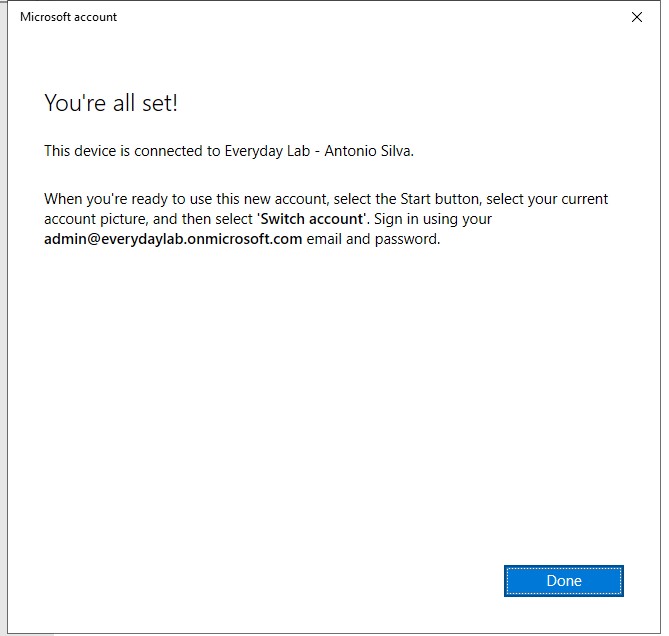 Microsoft account
You're all set!
This device is connected to Everyday Lab - Antonio Silva.
When you're ready to use this new account, select the Start button, select your current
account picture, and then select 'Switch account'. Sign in using your
admin@everydaylab.onmicrosoft.com email and password.
Done